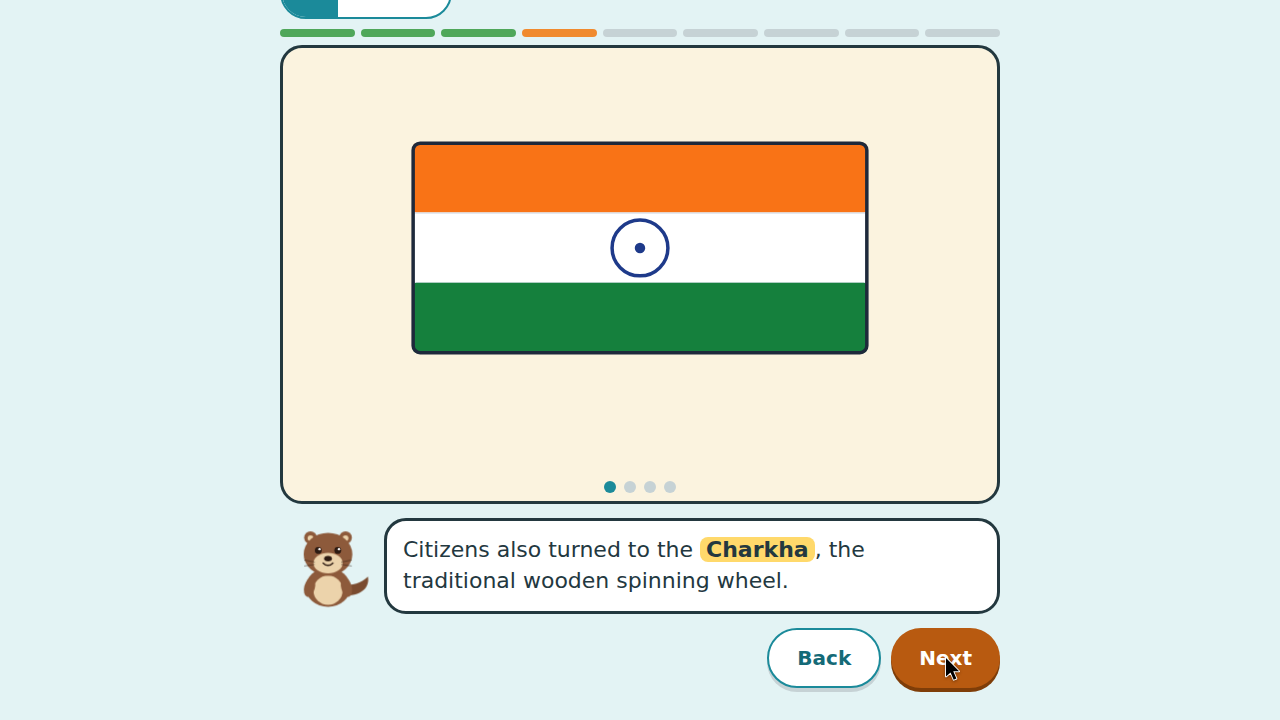 Citizens also turned to the Charkha, the
traditional wooden spinning wheel.
Back
Next